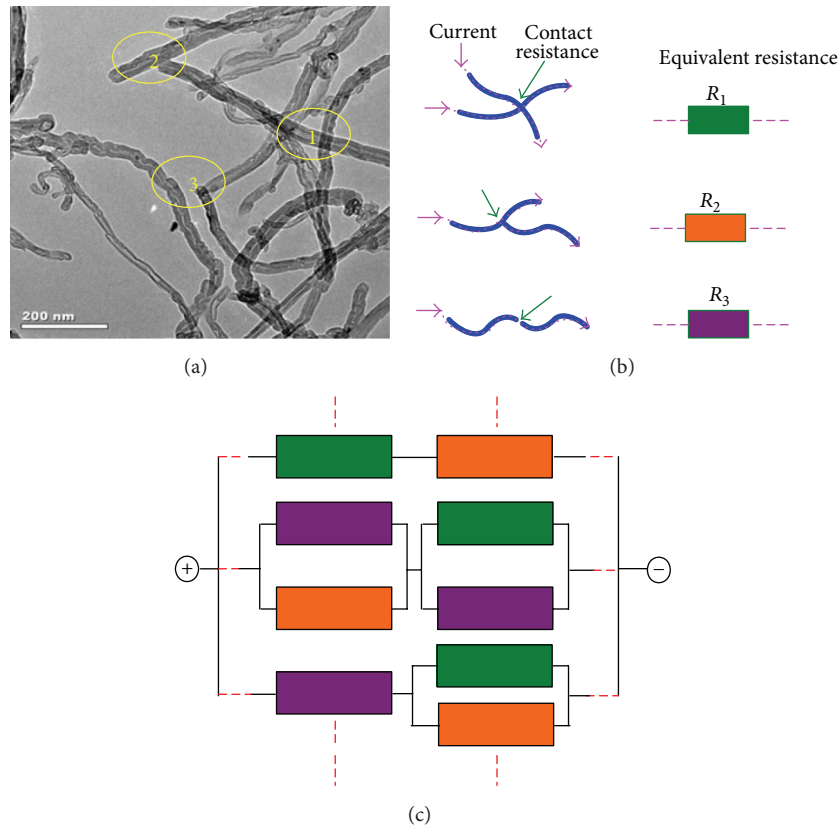 2
1
3
200 nm
(a)
Current
Contact
resistance
Equivalent resistance
R₁
R₂
R₃
(b)
+
−
(c)